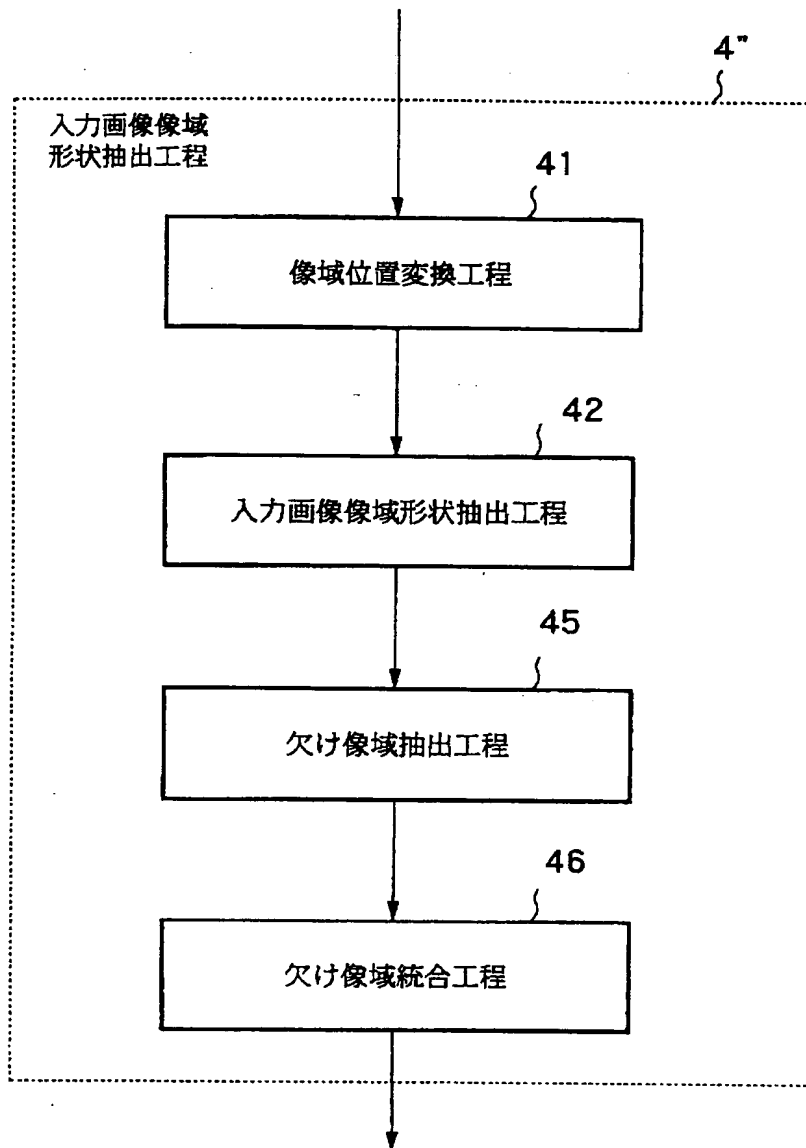 4"
入力画像像域
形状抽出工程
41
像域位置変換工程
42
入力画像像域形状抽出工程
45
欠け像域抽出工程
46
欠け像域統合工程